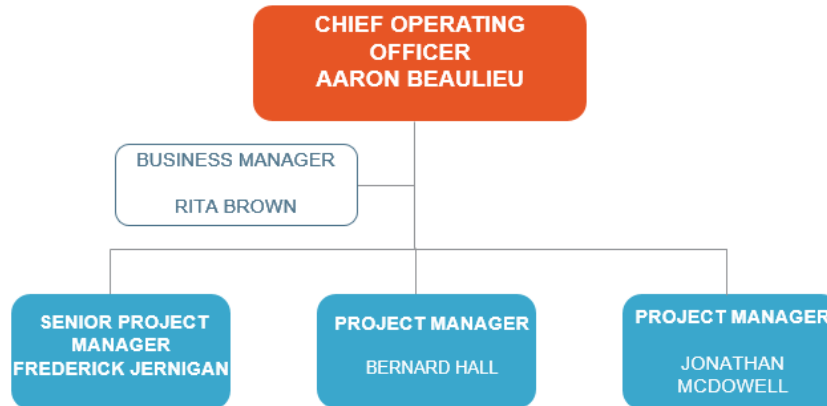 CHIEF OPERATING
OFFICER
AARON BEAULIEU
BUSINESS MANAGER
RITA BROWN
SENIOR PROJECT
MANAGER
FREDERICK JERNIGAN
PROJECT MANAGER
BERNARD HALL
PROJECT MANAGER
JONATHAN
MCDOWELL